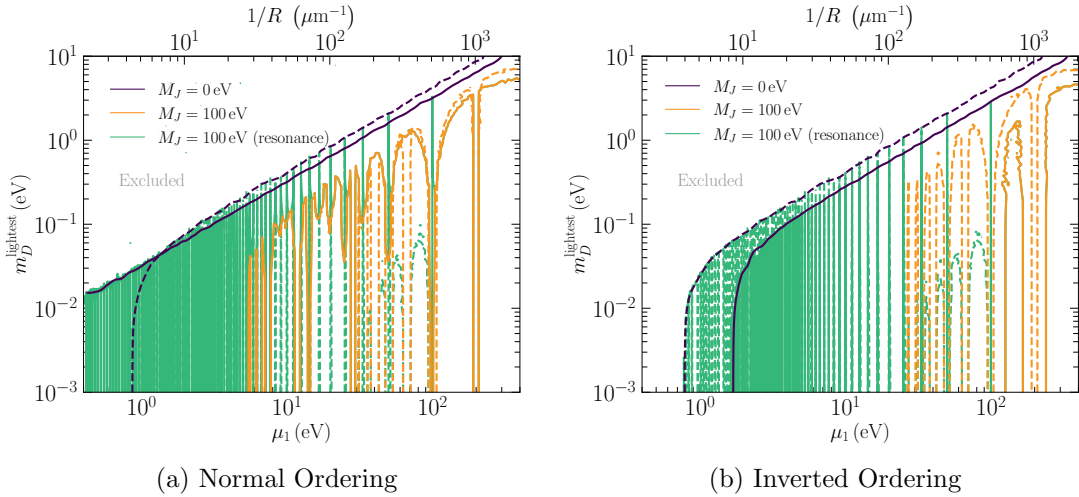 1/R (μm⁻¹)
10¹ 10² 10³
10¹
10⁰
10⁻¹
10⁻²
10⁻³
m_D^lightest (eV)
M_J = 0 eV
M_J = 100 eV
M_J = 100 eV (resonance)
Excluded
10⁰ 10¹ 10²
μ₁ (eV)
(a) Normal Ordering
1/R (μm⁻¹)
10¹ 10² 10³
10¹
10⁰
10⁻¹
10⁻²
10⁻³
m_D^lightest (eV)
M_J = 0 eV
M_J = 100 eV
M_J = 100 eV (resonance)
Excluded
10⁰ 10¹ 10²
μ₁ (eV)
(b) Inverted Ordering